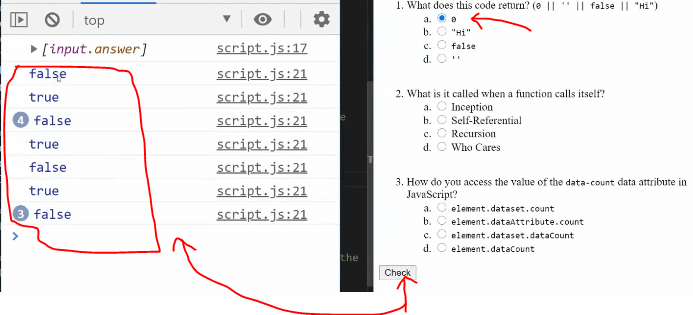 top
[input.answer] script.js:17
false script.js:21
true script.js:21
4 false script.js:21
true script.js:21
false script.js:21
true script.js:21
3 false script.js:21
e
T
the
1. What does this code return? (0 || '' || false || "Hi")
a. 0
b. "Hi"
c. false
d. ''
2. What is it called when a function calls itself?
a. Inception
b. Self-Referential
c. Recursion
d. Who Cares
3. How do you access the value of the data-count data attribute in
JavaScript?
a. element.dataset.count
b. element.dataAttribute.count
c. element.dataset.dataCount
d. element.dataCount
Check